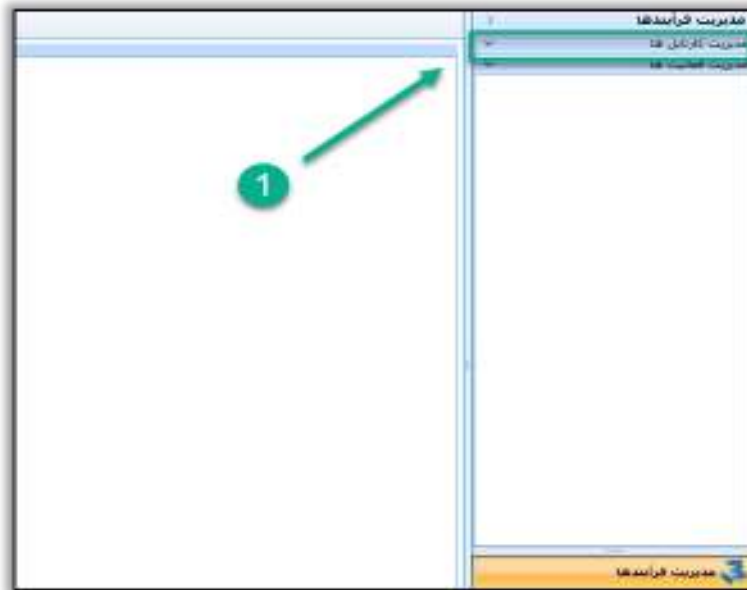 مدیریت فرآیندها
مدیریت کارتابل ها
مدیریت فعالیت ها
1
مدیریت فرآیندها